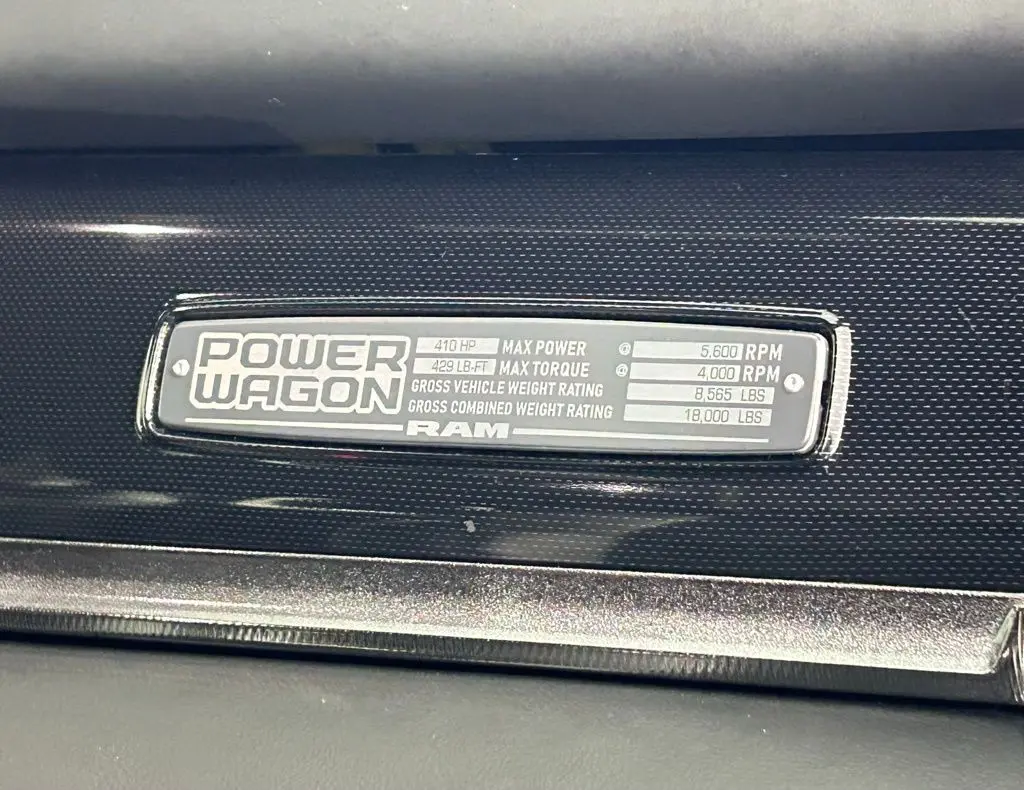 POWER
WAGON
410 HP MAX POWER @ 5,600 RPM
429 LB-FT MAX TORQUE @ 4,000 RPM
GROSS VEHICLE WEIGHT RATING 8,565 LBS
GROSS COMBINED WEIGHT RATING 18,000 LBS
RAM